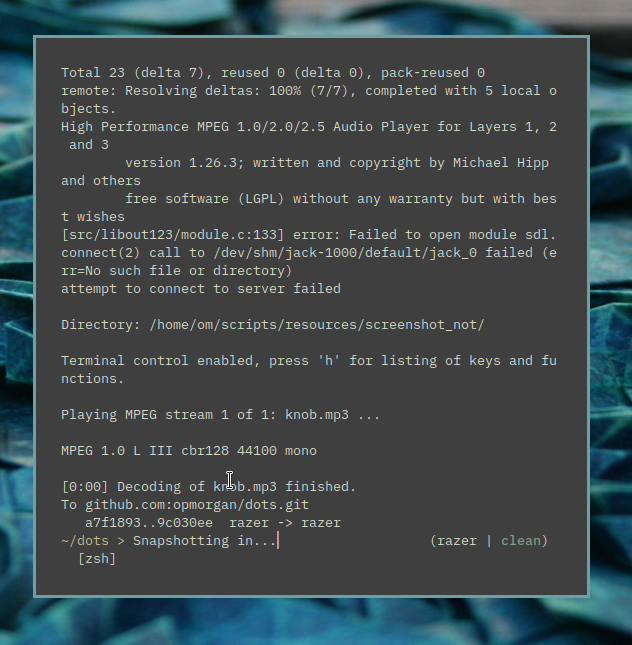 Total 23 (delta 7), reused 0 (delta 0), pack-reused 0
remote: Resolving deltas: 100% (7/7), completed with 5 local o
bjects.
High Performance MPEG 1.0/2.0/2.5 Audio Player for Layers 1, 2
 and 3
        version 1.26.3; written and copyright by Michael Hipp
and others
        free software (LGPL) without any warranty but with bes
t wishes
[src/libout123/module.c:133] error: Failed to open module sdl.
connect(2) call to /dev/shm/jack-1000/default/jack_0 failed (e
rr=No such file or directory)
attempt to connect to server failed
Directory: /home/om/scripts/resources/screenshot_not/
Terminal control enabled, press 'h' for listing of keys and fu
nctions.
Playing MPEG stream 1 of 1: knob.mp3 ...
MPEG 1.0 L III cbr128 44100 mono
[0:00] Decoding of knob.mp3 finished.
To github.com:opmorgan/dots.git
   a7f1893..9c030ee  razer -> razer
~/dots > Snapshotting in... (razer | clean)
  [zsh]